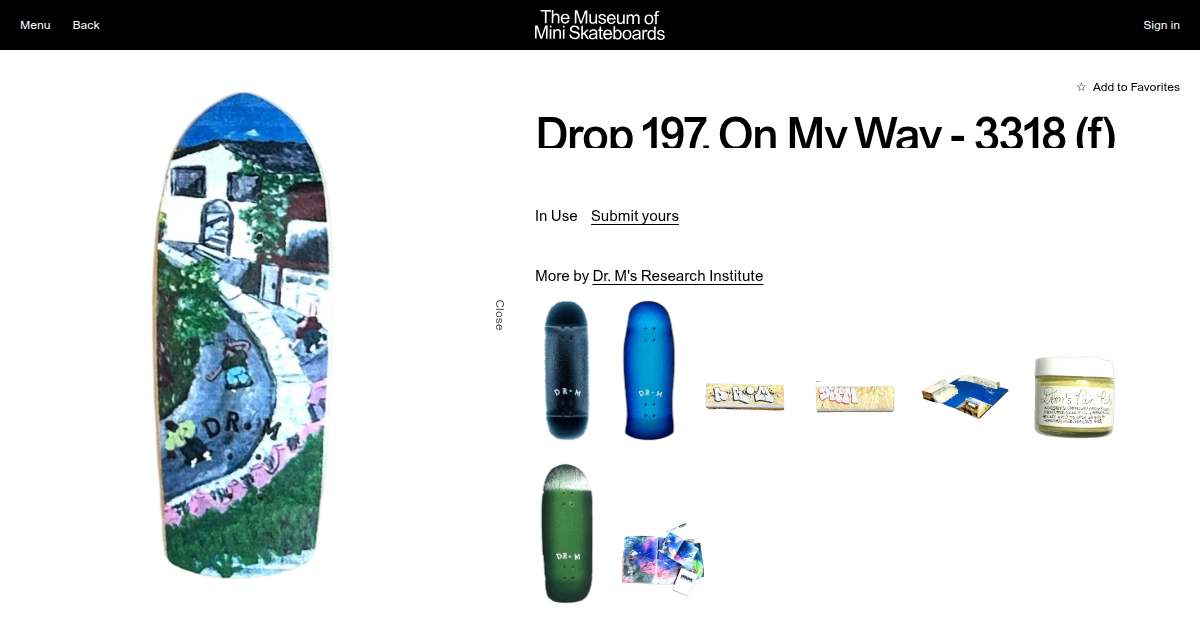 Menu
Back
The Museum of
Mini Skateboards
Sign in
☆ Add to Favorites
Drop 197. On My Way - 3318 (f)
In Use
Submit yours
More by Dr. M's Research Institute
Close
DR. M
DR•M
DR•M
DR•M